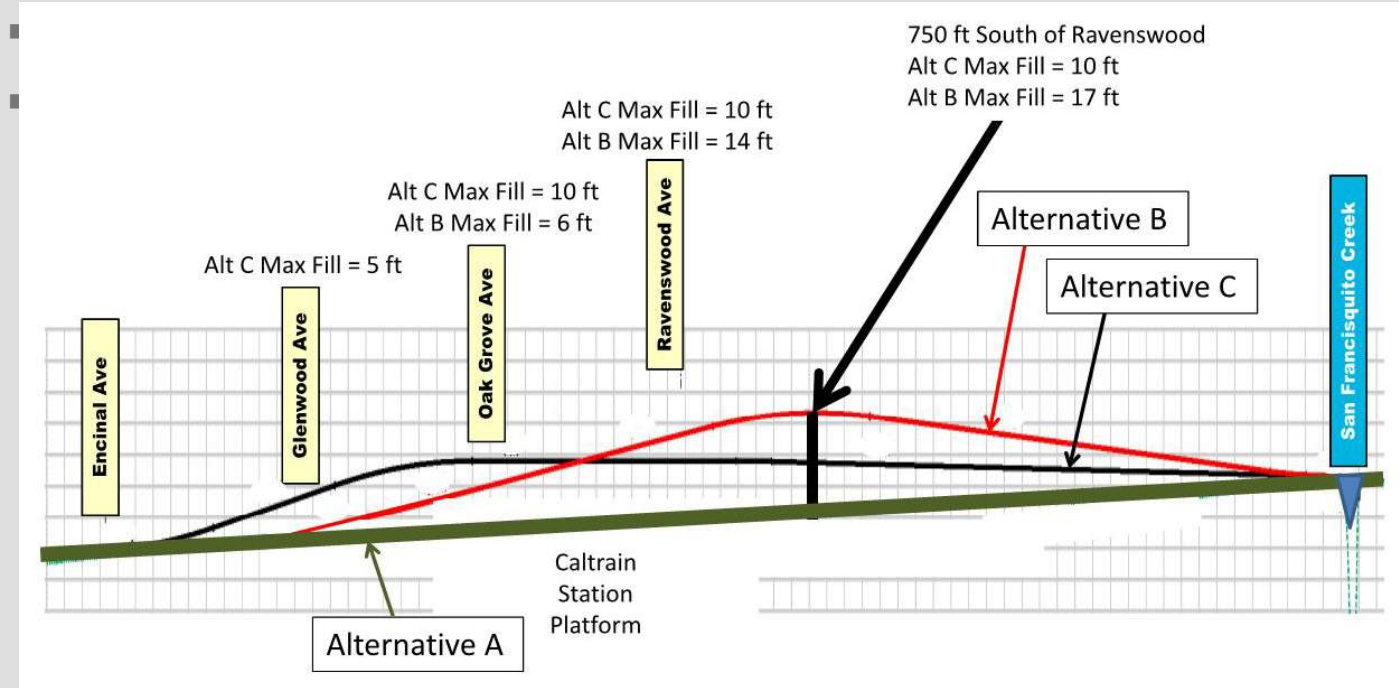 750 ft South of Ravenswood
Alt C Max Fill = 10 ft
Alt B Max Fill = 17 ft
Alt C Max Fill = 10 ft
Alt B Max Fill = 14 ft
Alt C Max Fill = 10 ft
Alt B Max Fill = 6 ft
Alt C Max Fill = 5 ft
Encinal Ave
Glenwood Ave
Oak Grove Ave
Ravenswood Ave
Alternative B
Alternative C
San Francisquito Creek
Caltrain
Station
Platform
Alternative A